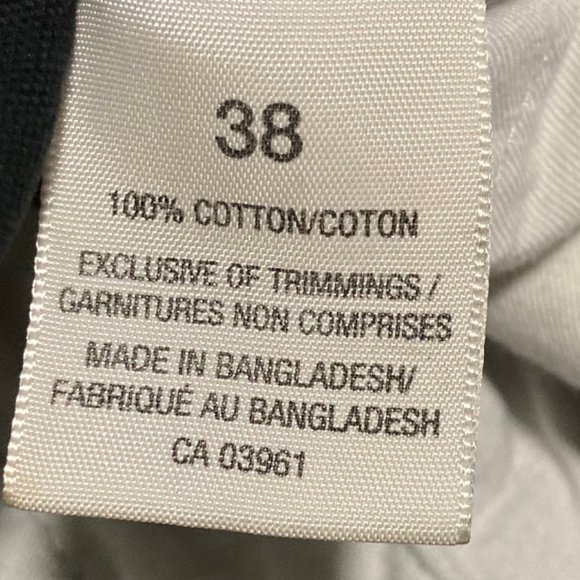 38
100% COTTON/COTON
EXCLUSIVE OF TRIMMINGS /
GARNITURES NON COMPRISES
MADE IN BANGLADESH/
FABRIQUÉ AU BANGLADESH
CA 03961